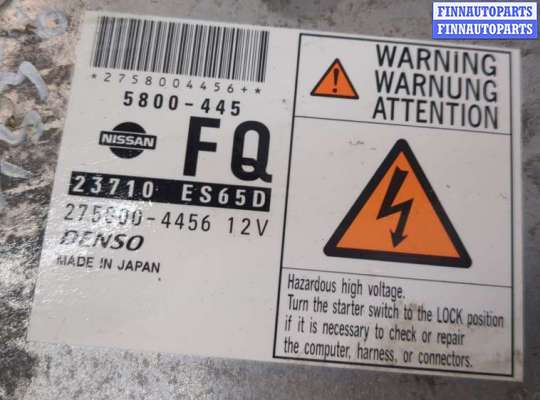 FINNAUTOPARTS
FINNAUTOPARTS
*2758004456+*
5800-445
NISSAN
FQ
23710 ES65D
275800-4456 12V
DENSO
MADE IN JAPAN
WARNING
WARNUNG
ATTENTION
Hazardous high voltage.
Turn the starter switch to the LOCK position
if it is necessary to check or repair
the computer, harness, or connectors.